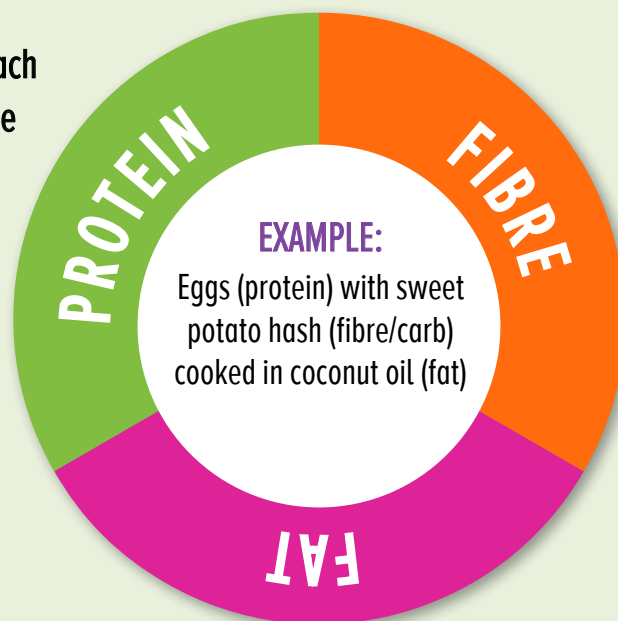 ach
e
PROTEIN
FIBRE
EXAMPLE:
Eggs (protein) with sweet
potato hash (fibre/carb)
cooked in coconut oil (fat)
FAT